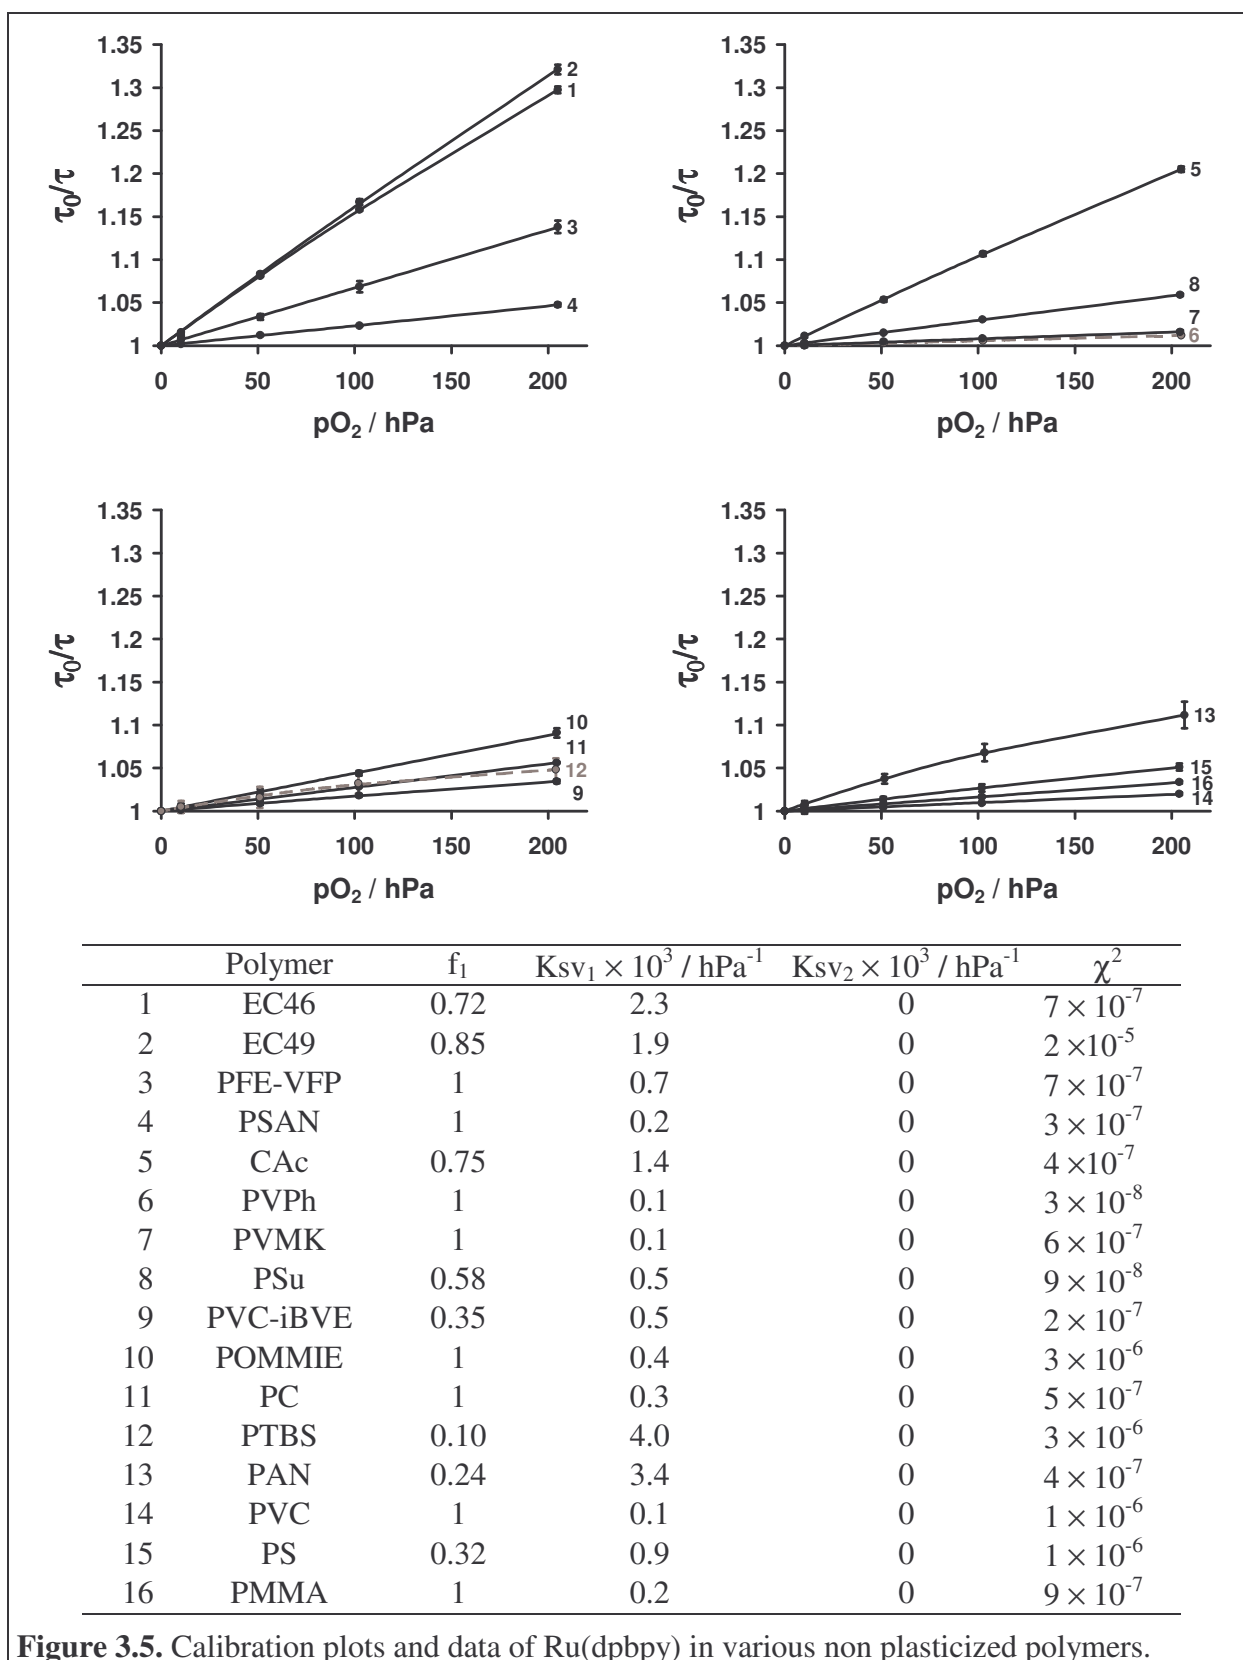 1.35
1.3
1.25
1.2
1.15
1.1
1.05
1
τ₀/τ
2
1
3
4
0 50 100 150 200
pO₂ / hPa
1.35
1.3
1.25
1.2
1.15
1.1
1.05
1
τ₀/τ
5
8
7
6
0 50 100 150 200
pO₂ / hPa
1.35
1.3
1.25
1.2
1.15
1.1
1.05
1
τ₀/τ
10
11
12
9
0 50 100 150 200
pO₂ / hPa
1.35
1.3
1.25
1.2
1.15
1.1
1.05
1
τ₀/τ
13
15
16
14
0 50 100 150 200
pO₂ / hPa
Polymer f₁ Ksv₁ × 10³ / hPa⁻¹ Ksv₂ × 10³ / hPa⁻¹ χ²
1 EC46 0.72 2.3 0 7 × 10⁻⁷
2 EC49 0.85 1.9 0 2 ×10⁻⁵
3 PFE-VFP 1 0.7 0 7 × 10⁻⁷
4 PSAN 1 0.2 0 3 × 10⁻⁷
5 CAc 0.75 1.4 0 4 ×10⁻⁷
6 PVPh 1 0.1 0 3 × 10⁻⁸
7 PVMK 1 0.1 0 6 × 10⁻⁷
8 PSu 0.58 0.5 0 9 × 10⁻⁸
9 PVC-iBVE 0.35 0.5 0 2 × 10⁻⁷
10 POMMIE 1 0.4 0 3 × 10⁻⁶
11 PC 1 0.3 0 5 × 10⁻⁷
12 PTBS 0.10 4.0 0 3 × 10⁻⁶
13 PAN 0.24 3.4 0 4 × 10⁻⁷
14 PVC 1 0.1 0 1 × 10⁻⁶
15 PS 0.32 0.9 0 1 × 10⁻⁶
16 PMMA 1 0.2 0 9 × 10⁻⁷
Figure 3.5. Calibration plots and data of Ru(dpbpy) in various non plasticized polymers.